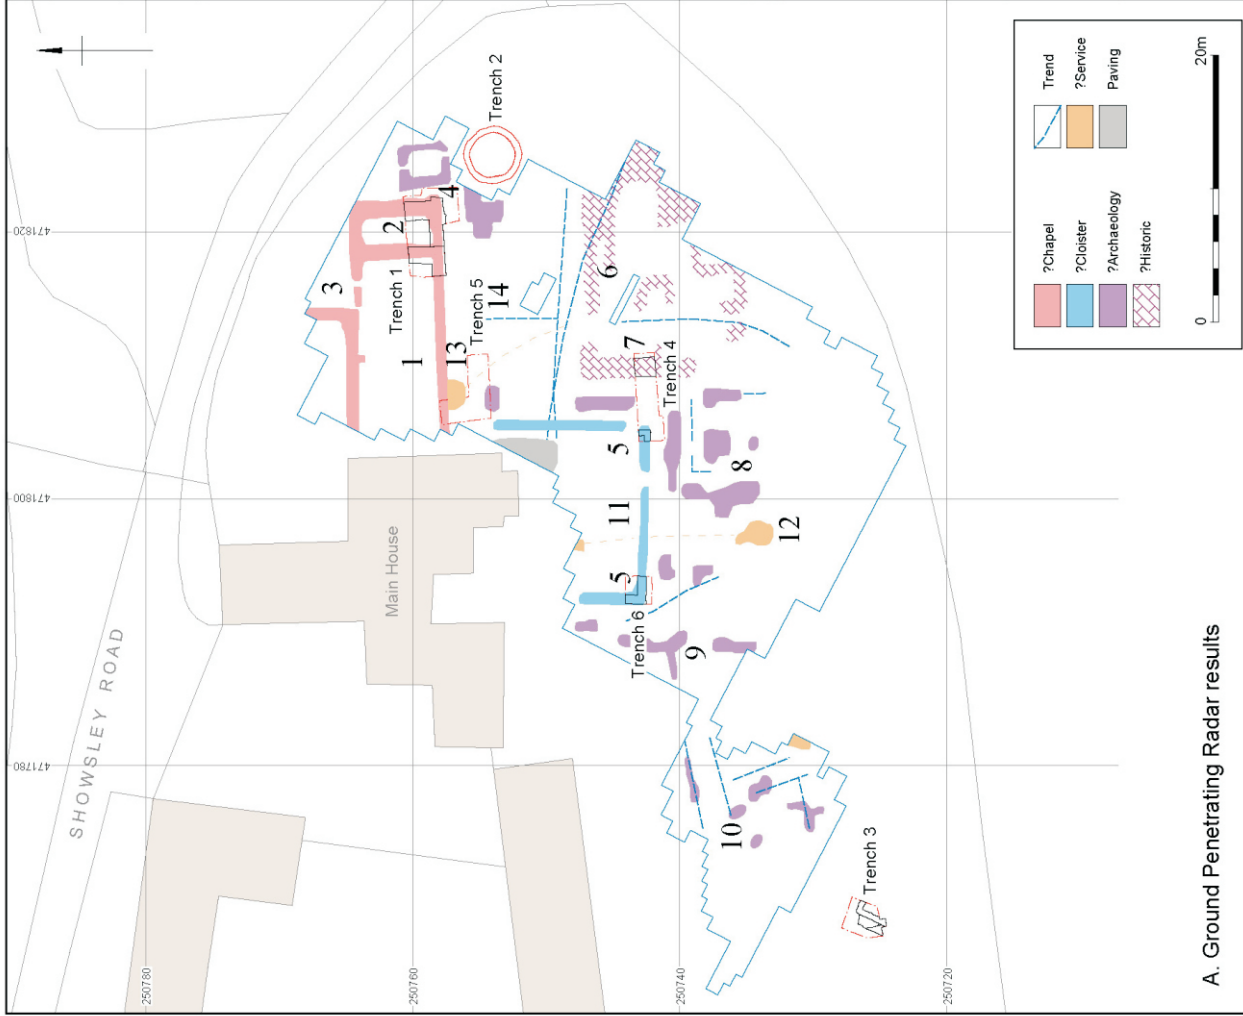 SHOWSLEY ROAD
Main House
Trench 2
Trench 1
Trench 5
Trench 4
Trench 6
Trench 3
1
2
3
4
5
5
6
7
8
9
10
11
12
13
14
471820
471800
471780
250780
250760
250740
250720
?Chapel
?Cloister
?Archaeology
?Historic
Trend
?Service
Paving
0
20m
A. Ground Penetrating Radar results